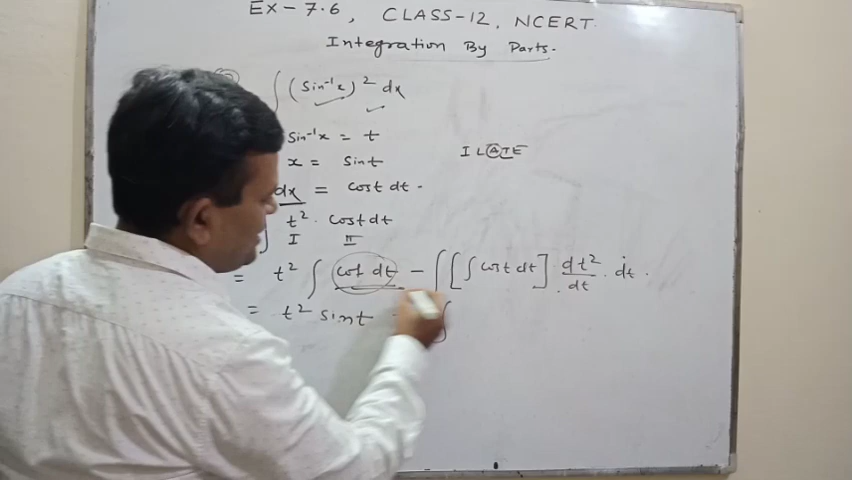 EX - 7.6, CLASS-12, NCERT.
Integration By Parts.
∫ (Sin⁻¹x)² dx
Sin⁻¹x = t
I L A T E
x = Sint
dx = cost dt.
∫ t² · cost dt
I II
= t² ∫ cost dt - ∫ [∫ cost dt] dt²/dt · dt.
= t² sint - ∫